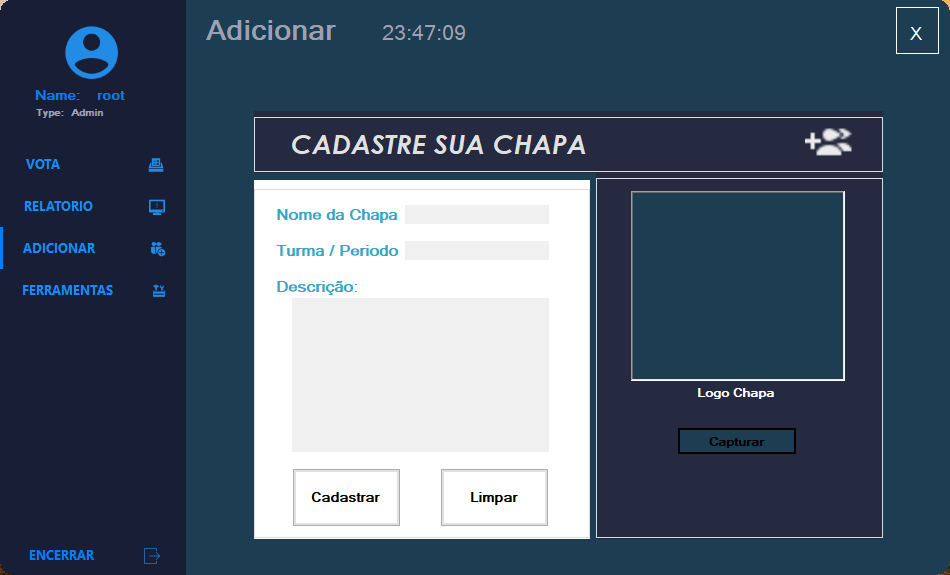 Name: root
Type: Admin
VOTA
RELATORIO
ADICIONAR
FERRAMENTAS
ENCERRAR
Adicionar 23:47:09
X
CADASTRE SUA CHAPA
Nome da Chapa
Turma / Periodo
Descrição:
Cadastrar Limpar
Logo Chapa
Capturar